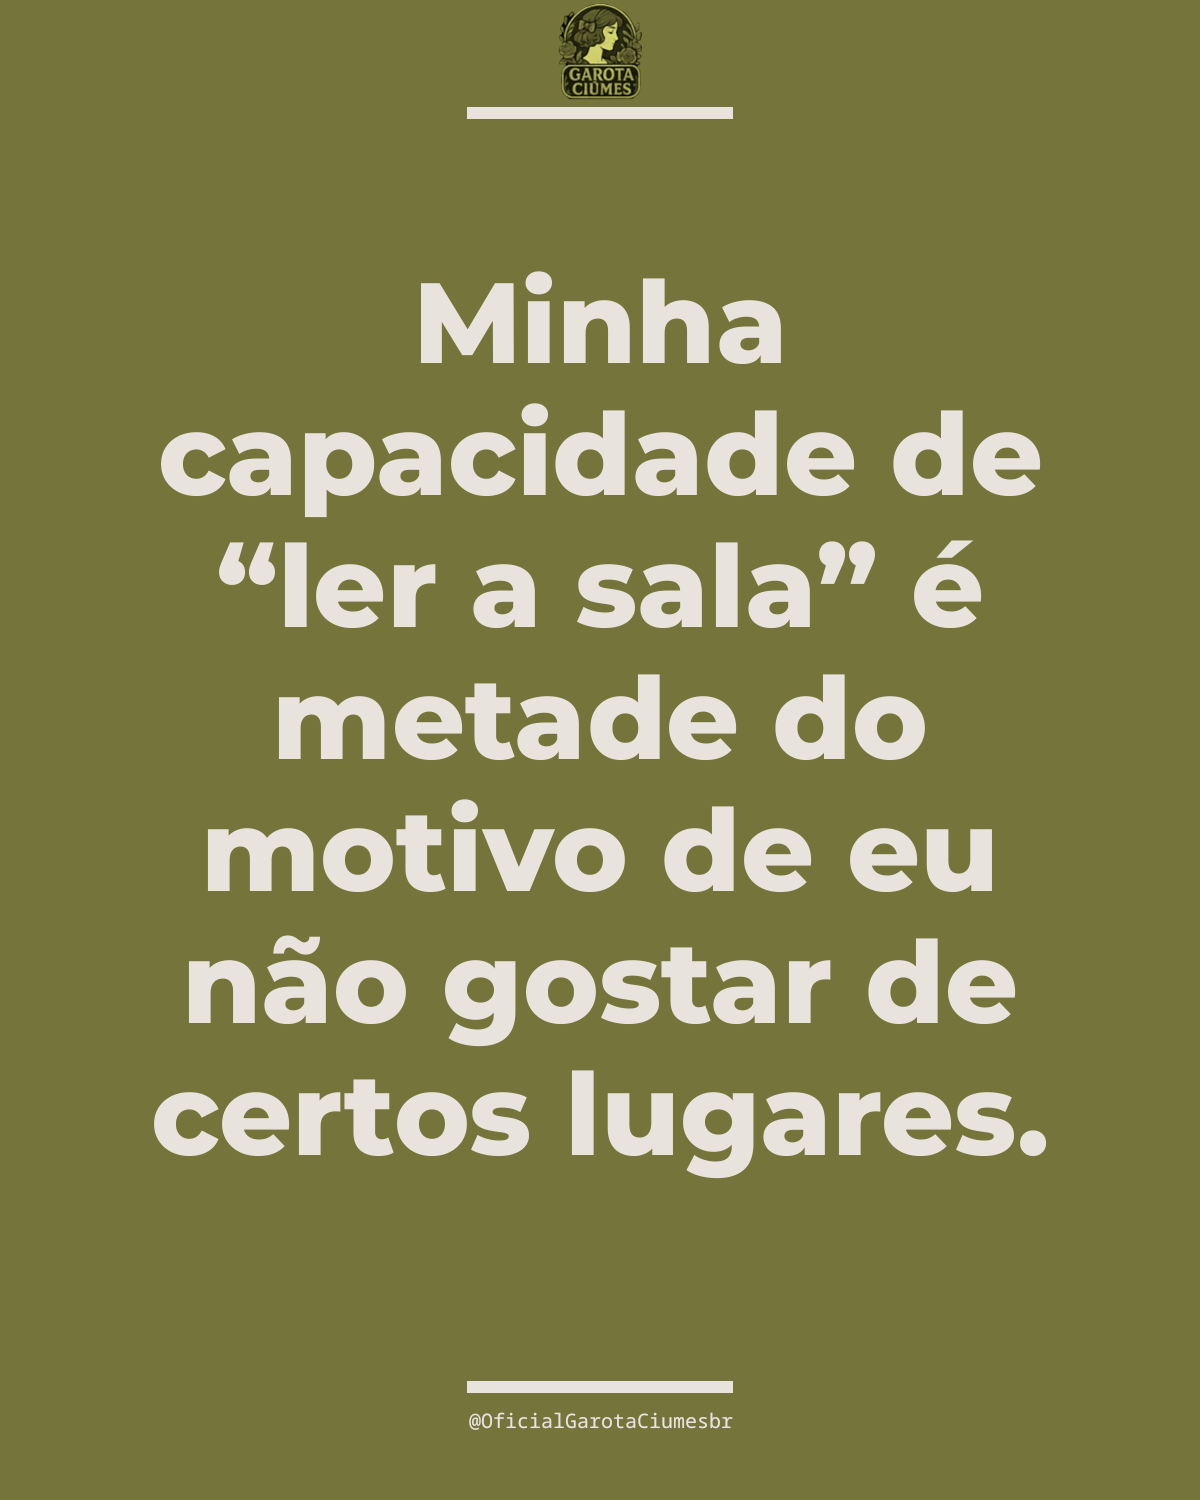 GAROTA
CIÚMES
Minha
capacidade de
“ler a sala” é
metade do
motivo de eu
não gostar de
certos lugares.
@OficialGarotaCiumesbr